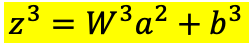 z³ = W³a² + b³